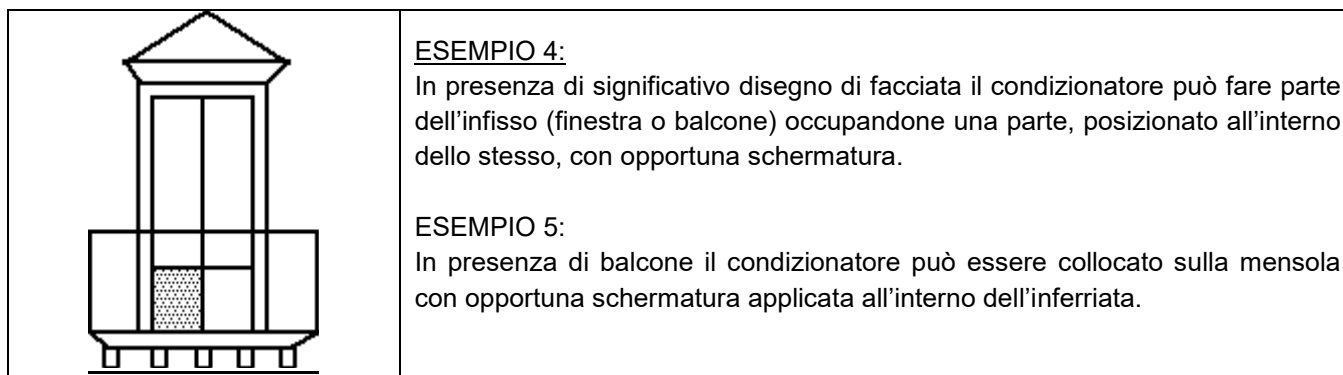 ESEMPIO 4:
In presenza di significativo disegno di facciata il condizionatore può fare parte
dell’infisso (finestra o balcone) occupandone una parte, posizionato all’interno
dello stesso, con opportuna schermatura.
ESEMPIO 5:
In presenza di balcone il condizionatore può essere collocato sulla mensola
con opportuna schermatura applicata all’interno dell’inferriata.